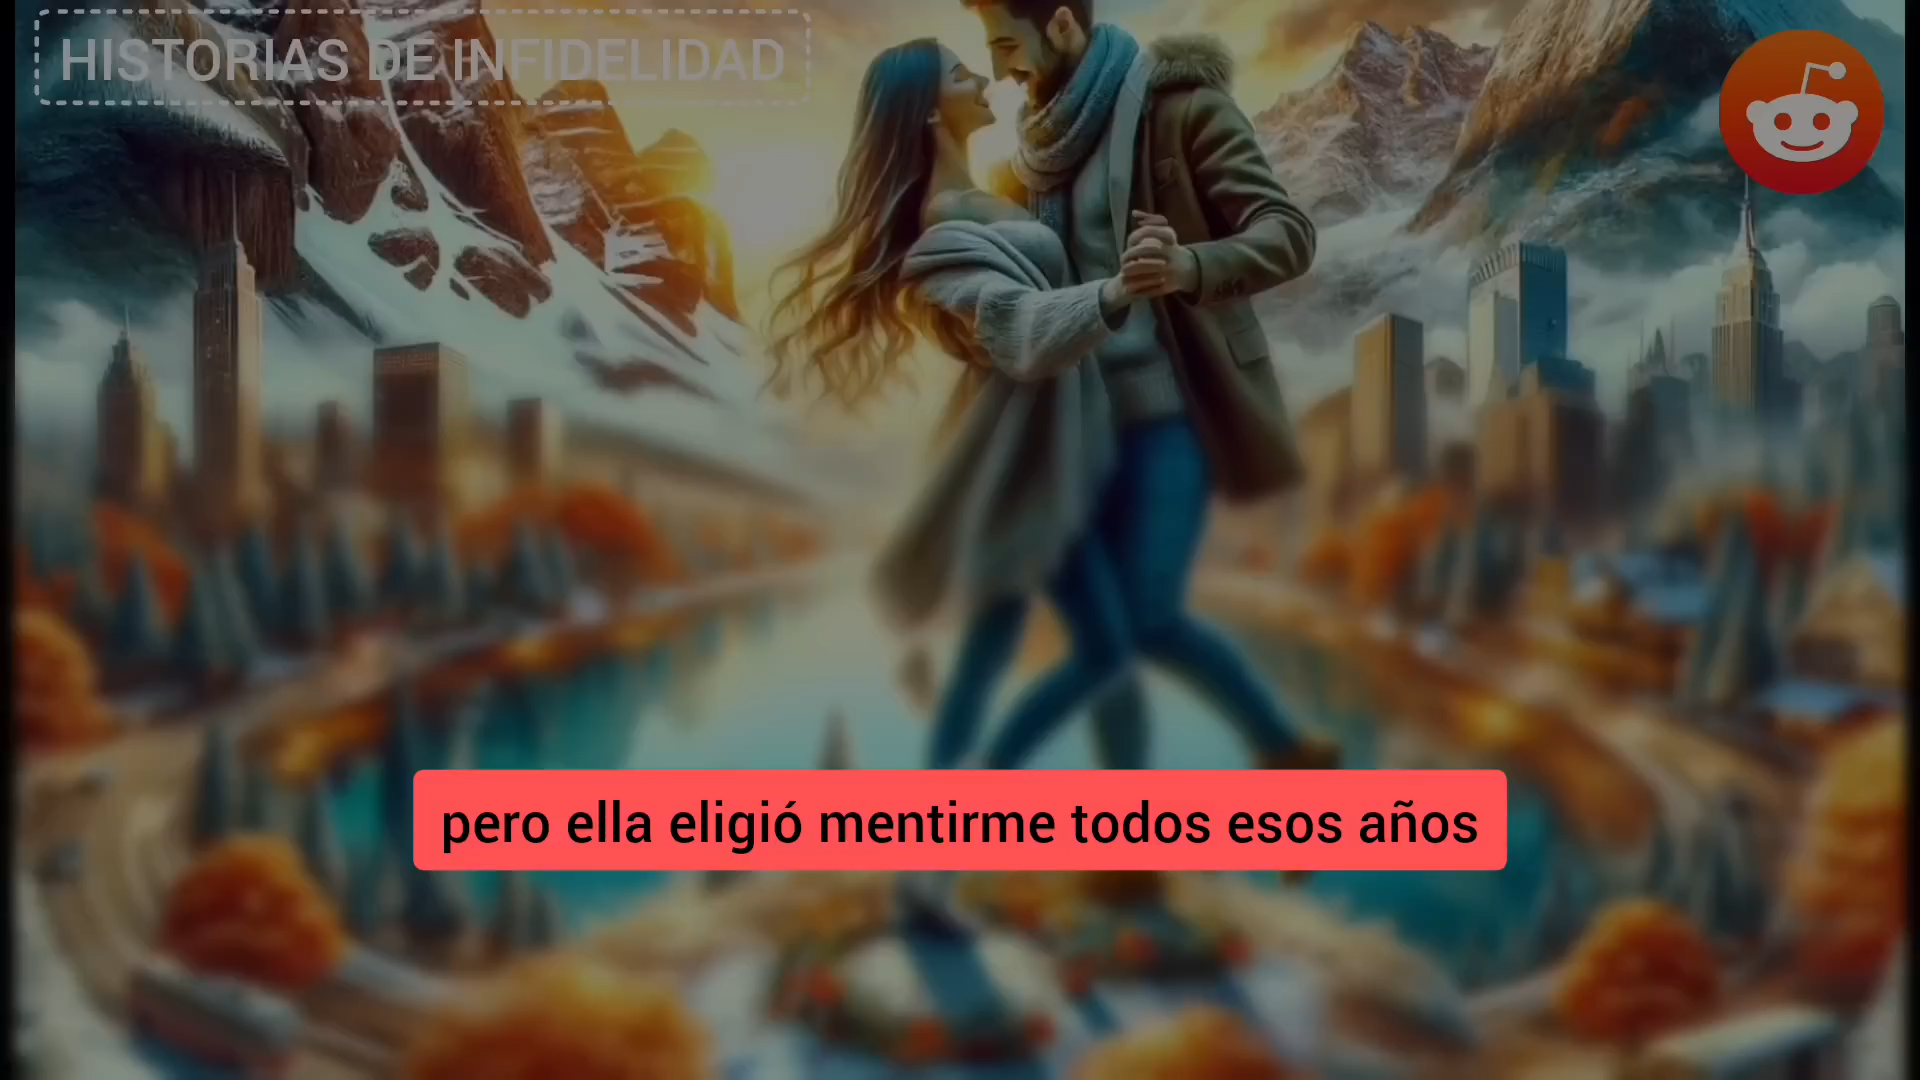 HISTORIAS DE INFIDELIDAD
pero ella eligió mentirme todos esos años